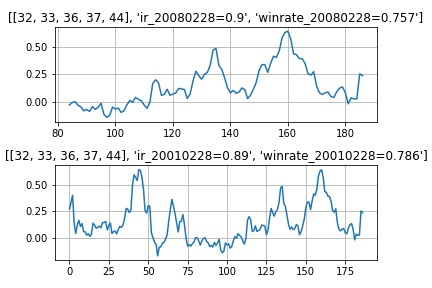 [[32, 33, 36, 37, 44], 'ir_20080228=0.9', 'winrate_20080228=0.757']
0.50
0.25
0.00
80 100 120 140 160 180
[[32, 33, 36, 37, 44], 'ir_20010228=0.89', 'winrate_20010228=0.786']
0.50
0.25
0.00
0 25 50 75 100 125 150 175